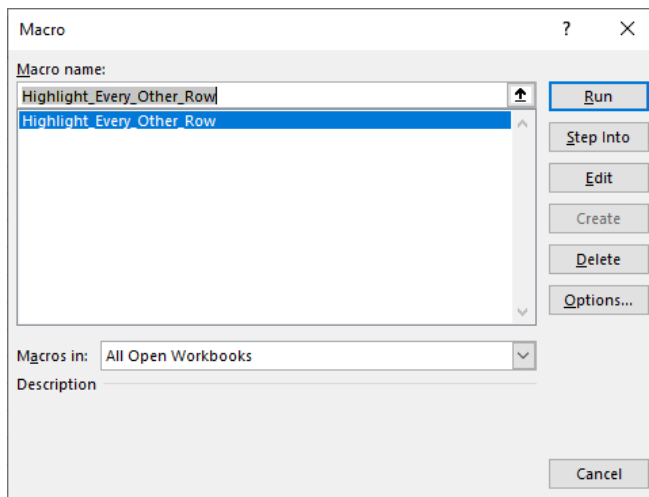 Macro
?
Macro name:
Highlight_Every_Other_Row
Highlight_Every_Other_Row
Run
Step Into
Edit
Create
Delete
Options...
Macros in:
All Open Workbooks
Description
Cancel